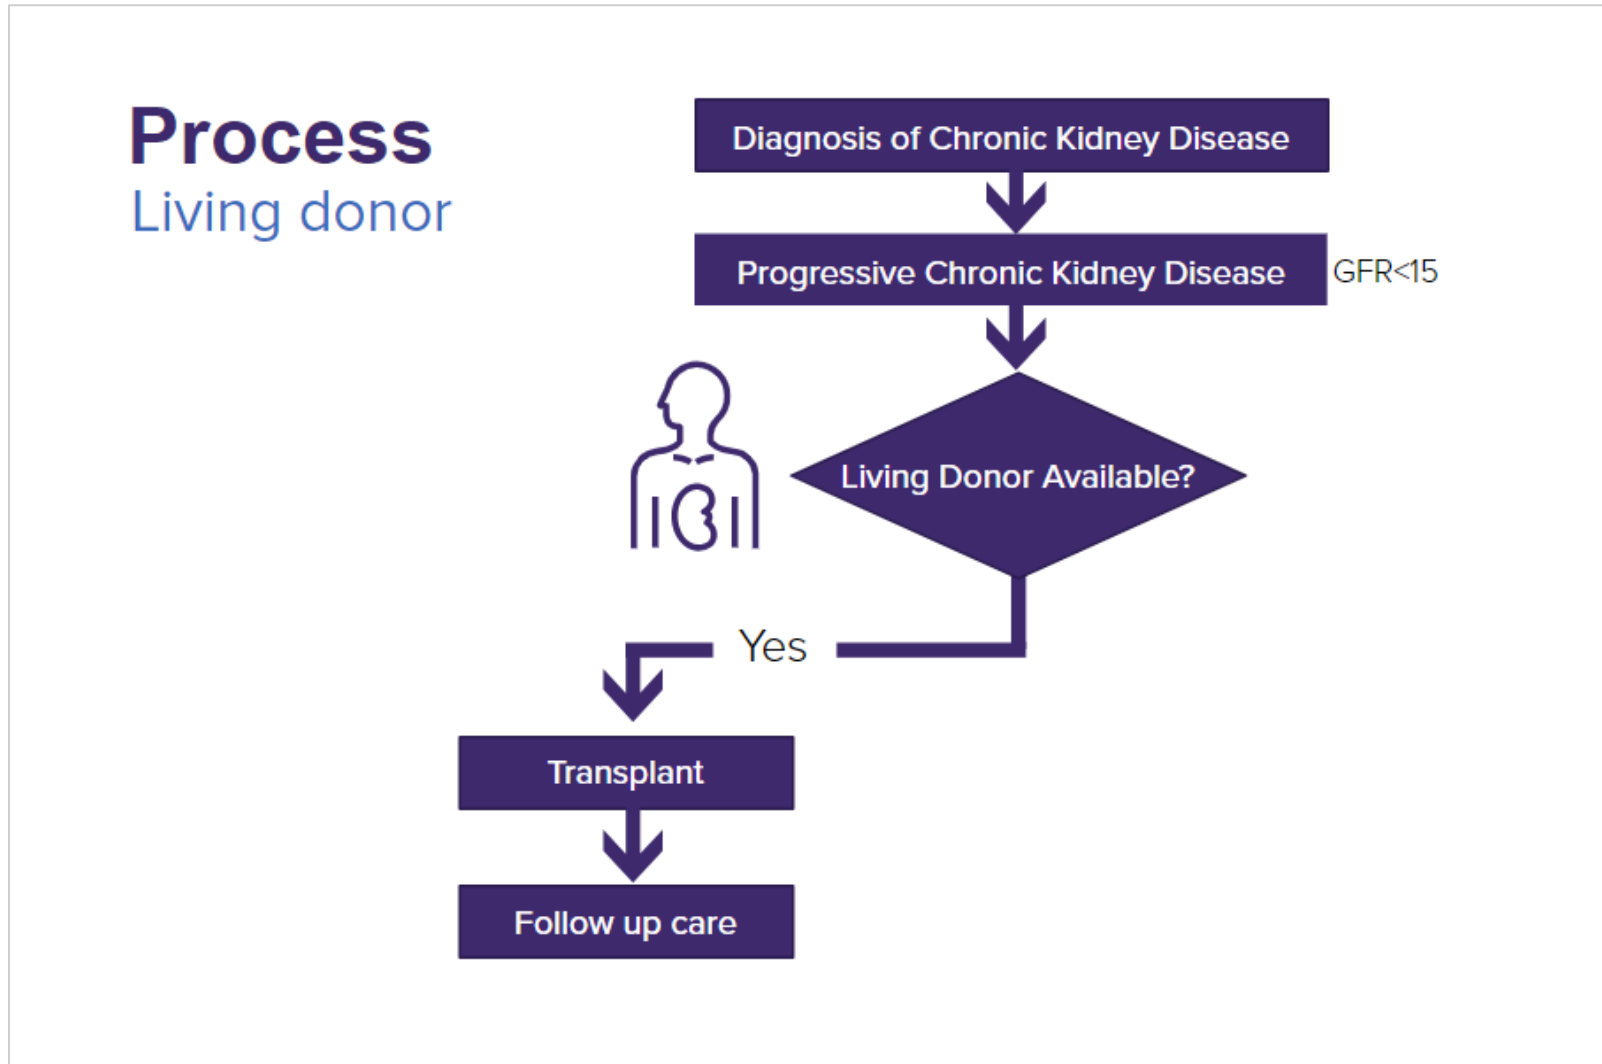 Process
Living donor
Diagnosis of Chronic Kidney Disease
Progressive Chronic Kidney Disease
GFR<15
Living Donor Available?
Yes
Transplant
Follow up care